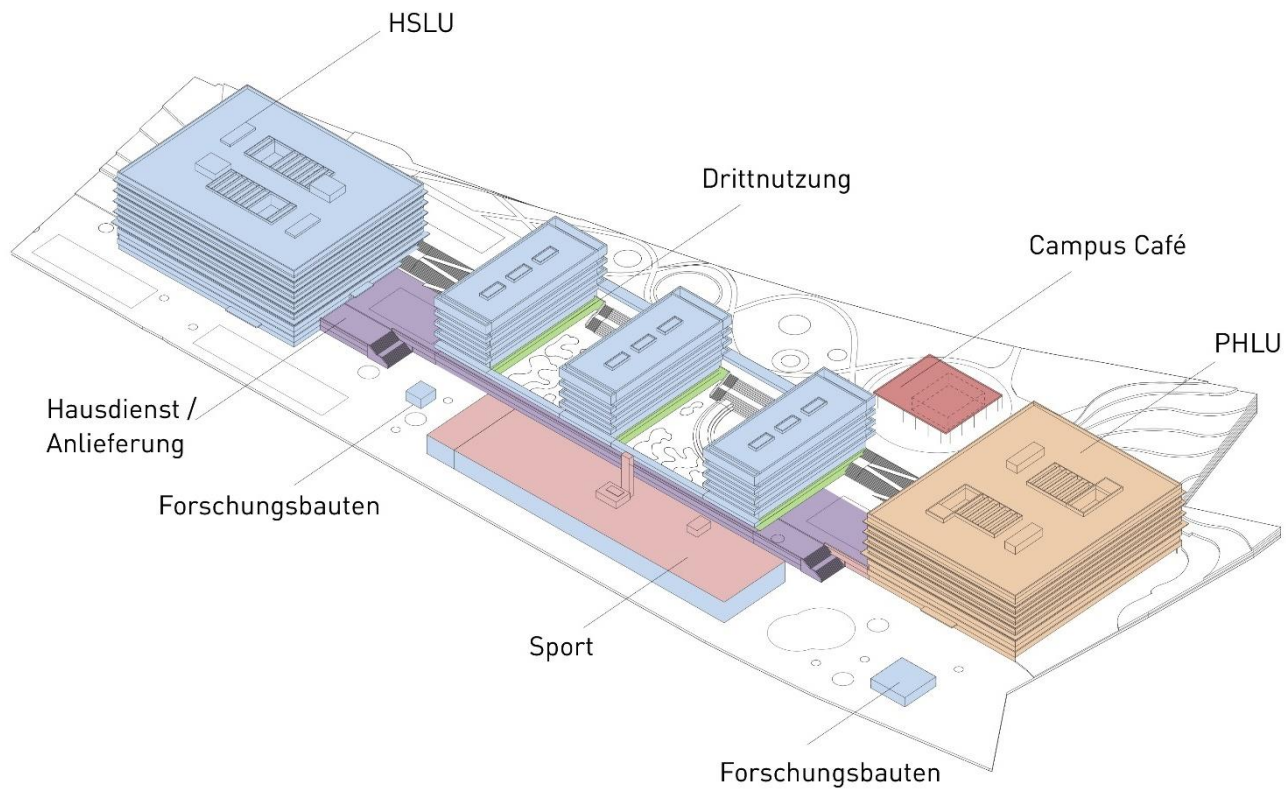 HSLU
Drittnutzung
Campus Café
PHLU
Hausdienst /
Anlieferung
Forschungsbauten
Sport
Forschungsbauten